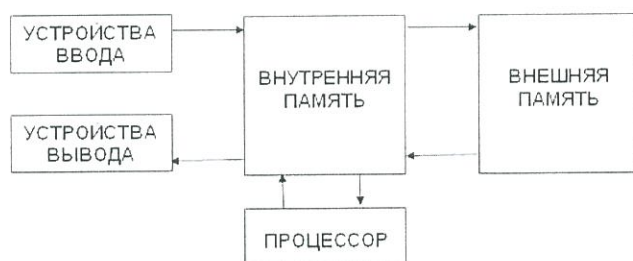 УСТРОЙСТВА
ВВОДА
ВНУТРЕННЯЯ
ПАМЯТЬ
ВНЕШНЯЯ
ПАМЯТЬ
УСТРОЙСТВА
ВЫВОДА
ПРОЦЕССОР